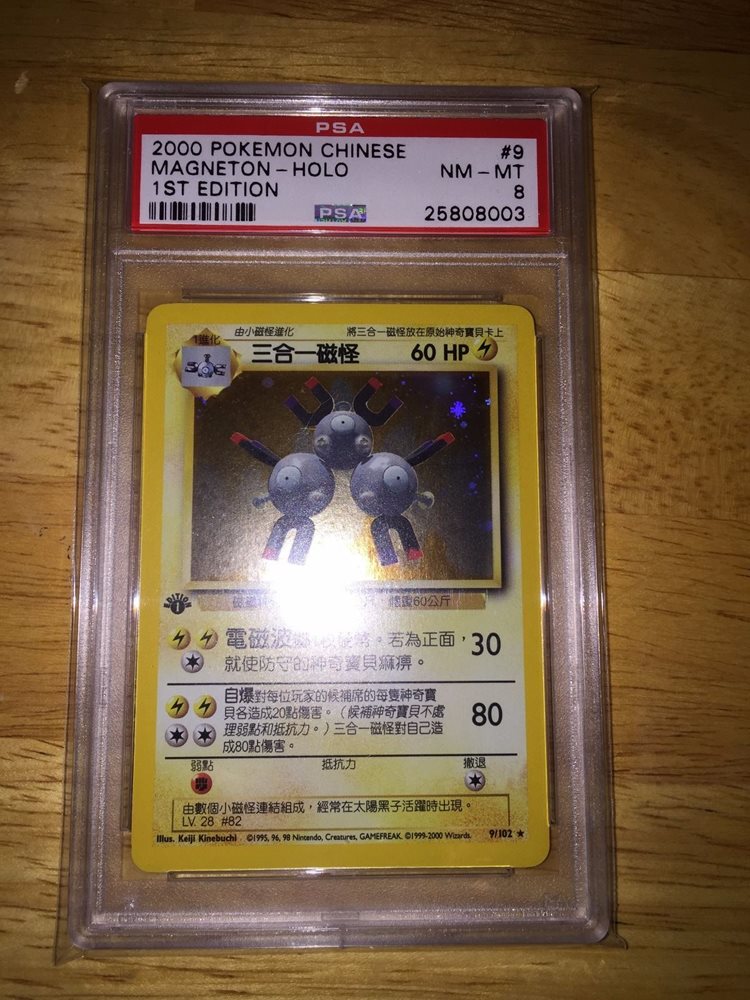 PSA
2000 POKEMON CHINESE #9
MAGNETON - HOLO NM - MT
1ST EDITION 8
PSA 25808003
1進化 由小磁怪進化 將三合一磁怪放在原始神奇寶貝卡上
三合一磁怪 60 HP
EDITION 1
60公斤
電磁波 。若為正面，30
就使防守的神奇寶貝麻痹。
自爆對每位玩家的候補席的每隻神奇寶
貝各造成20點傷害。（候補神奇寶貝不處 80
理弱點和抵抗力。）三合一磁怪對自己造
成80點傷害。
弱點 抵抗力 撤退
由數個小磁怪連結組成，經常在太陽黑子活躍時出現。
LV. 28 #82
Illus. Keiji Kinebuchi ©1995, 96, 98 Nintendo, Creatures, GAMEFREAK. ©1999-2000 Wizards. 9/102 ★